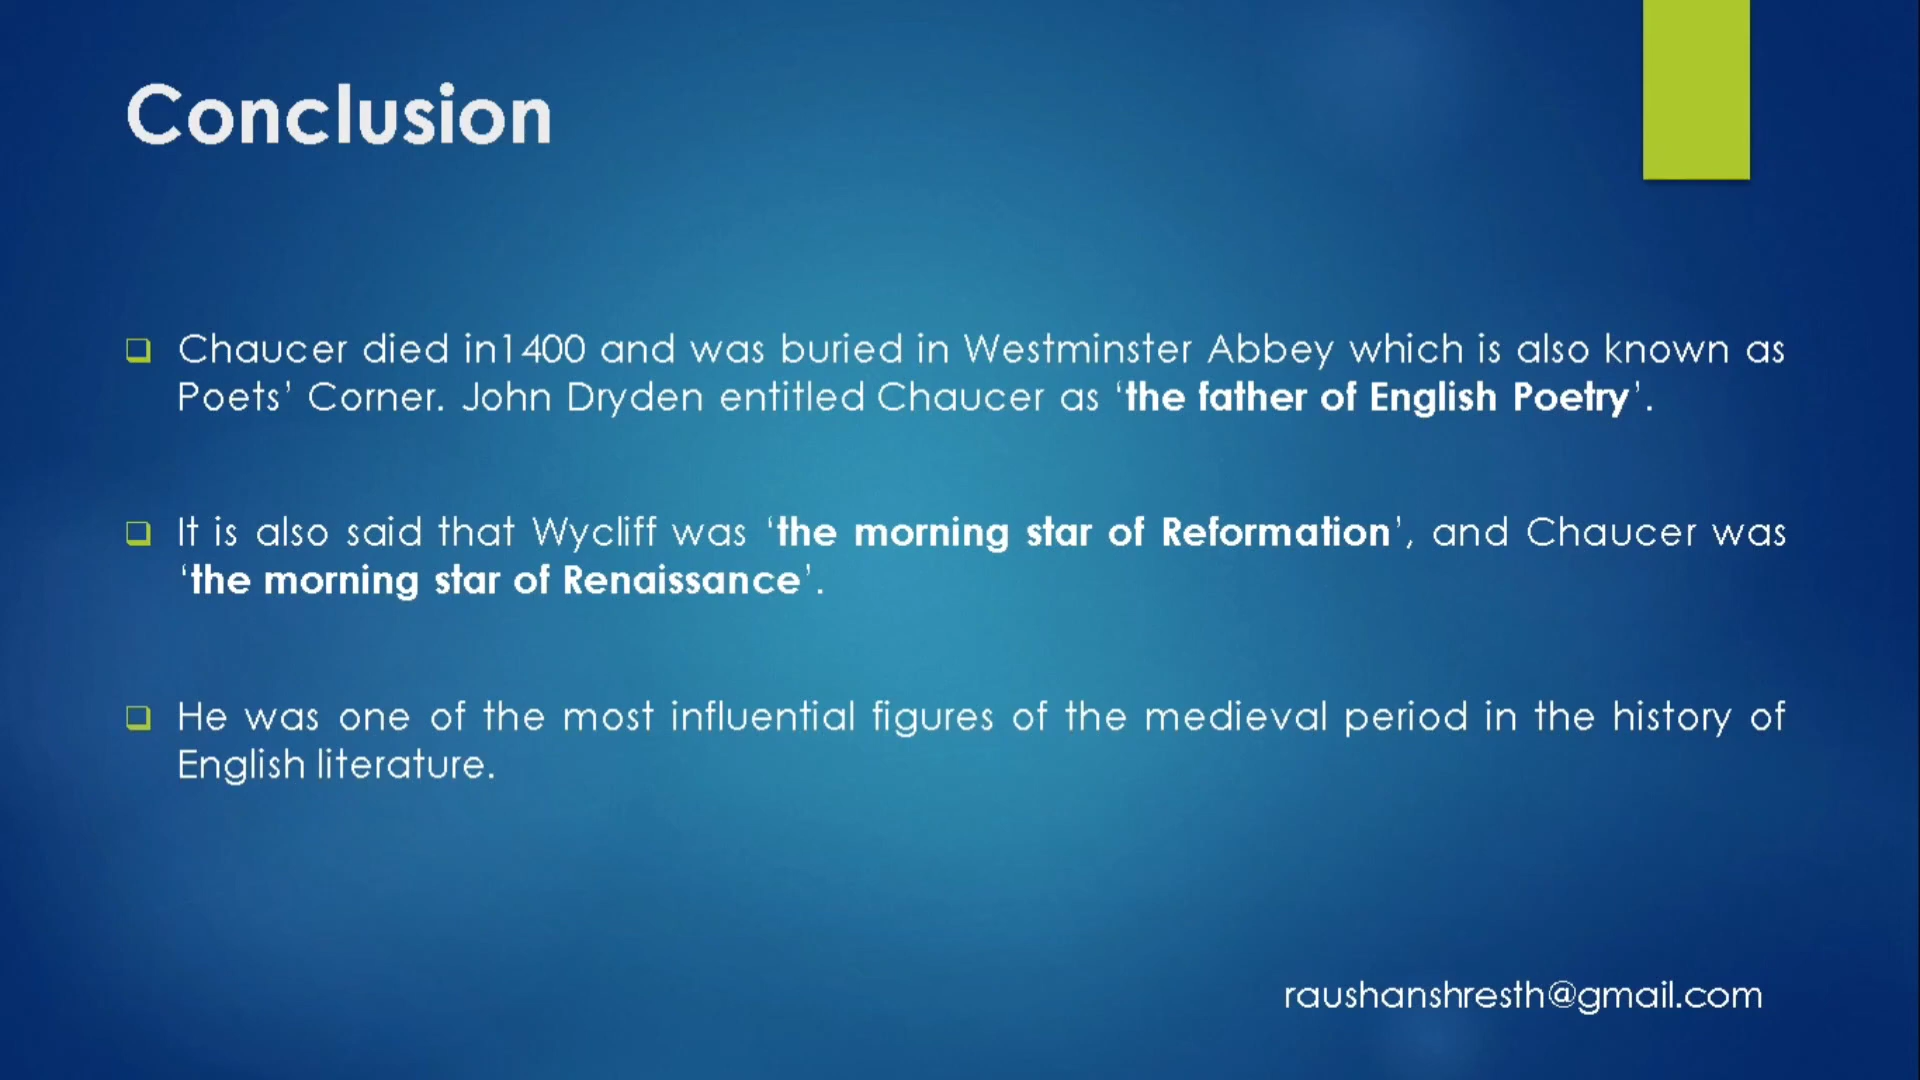 Conclusion
Chaucer died in1400 and was buried in Westminster Abbey which is also known as
Poets’ Corner. John Dryden entitled Chaucer as ‘the father of English Poetry’.
It is also said that Wycliff was ‘the morning star of Reformation’, and Chaucer was
‘the morning star of Renaissance’.
He was one of the most influential figures of the medieval period in the history of
English literature.
raushanshresth@gmail.com